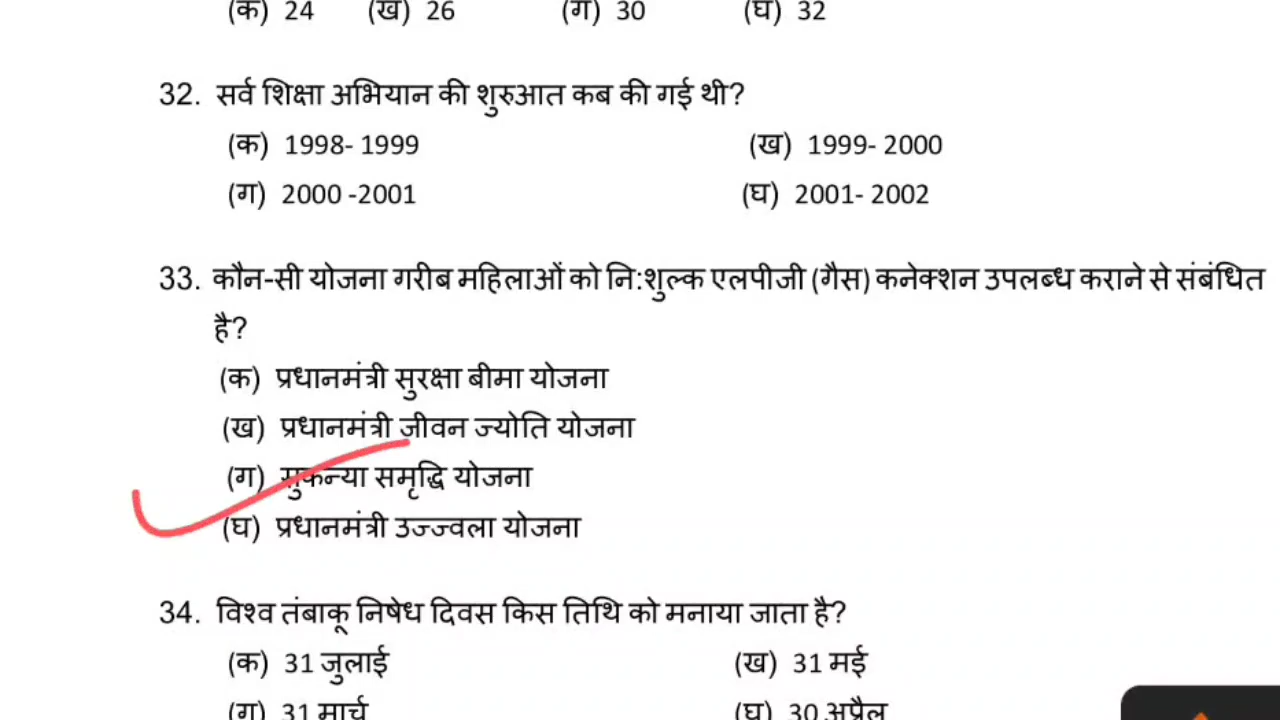 (क) 24 (ख) 26 (ग) 30 (घ) 32
32. सर्व शिक्षा अभियान की शुरुआत कब की गई थी?
(क) 1998- 1999 (ख) 1999- 2000
(ग) 2000 -2001 (घ) 2001- 2002
33. कौन-सी योजना गरीब महिलाओं को नि:शुल्क एलपीजी (गैस) कनेक्शन उपलब्ध कराने से संबंधित
है?
(क) प्रधानमंत्री सुरक्षा बीमा योजना
(ख) प्रधानमंत्री जीवन ज्योति योजना
(ग) सुकन्या समृद्धि योजना
(घ) प्रधानमंत्री उज्ज्वला योजना
34. विश्व तंबाकू निषेध दिवस किस तिथि को मनाया जाता है?
(क) 31 जुलाई (ख) 31 मई
(ग) 31 मार्च (घ) 30 अप्रैल